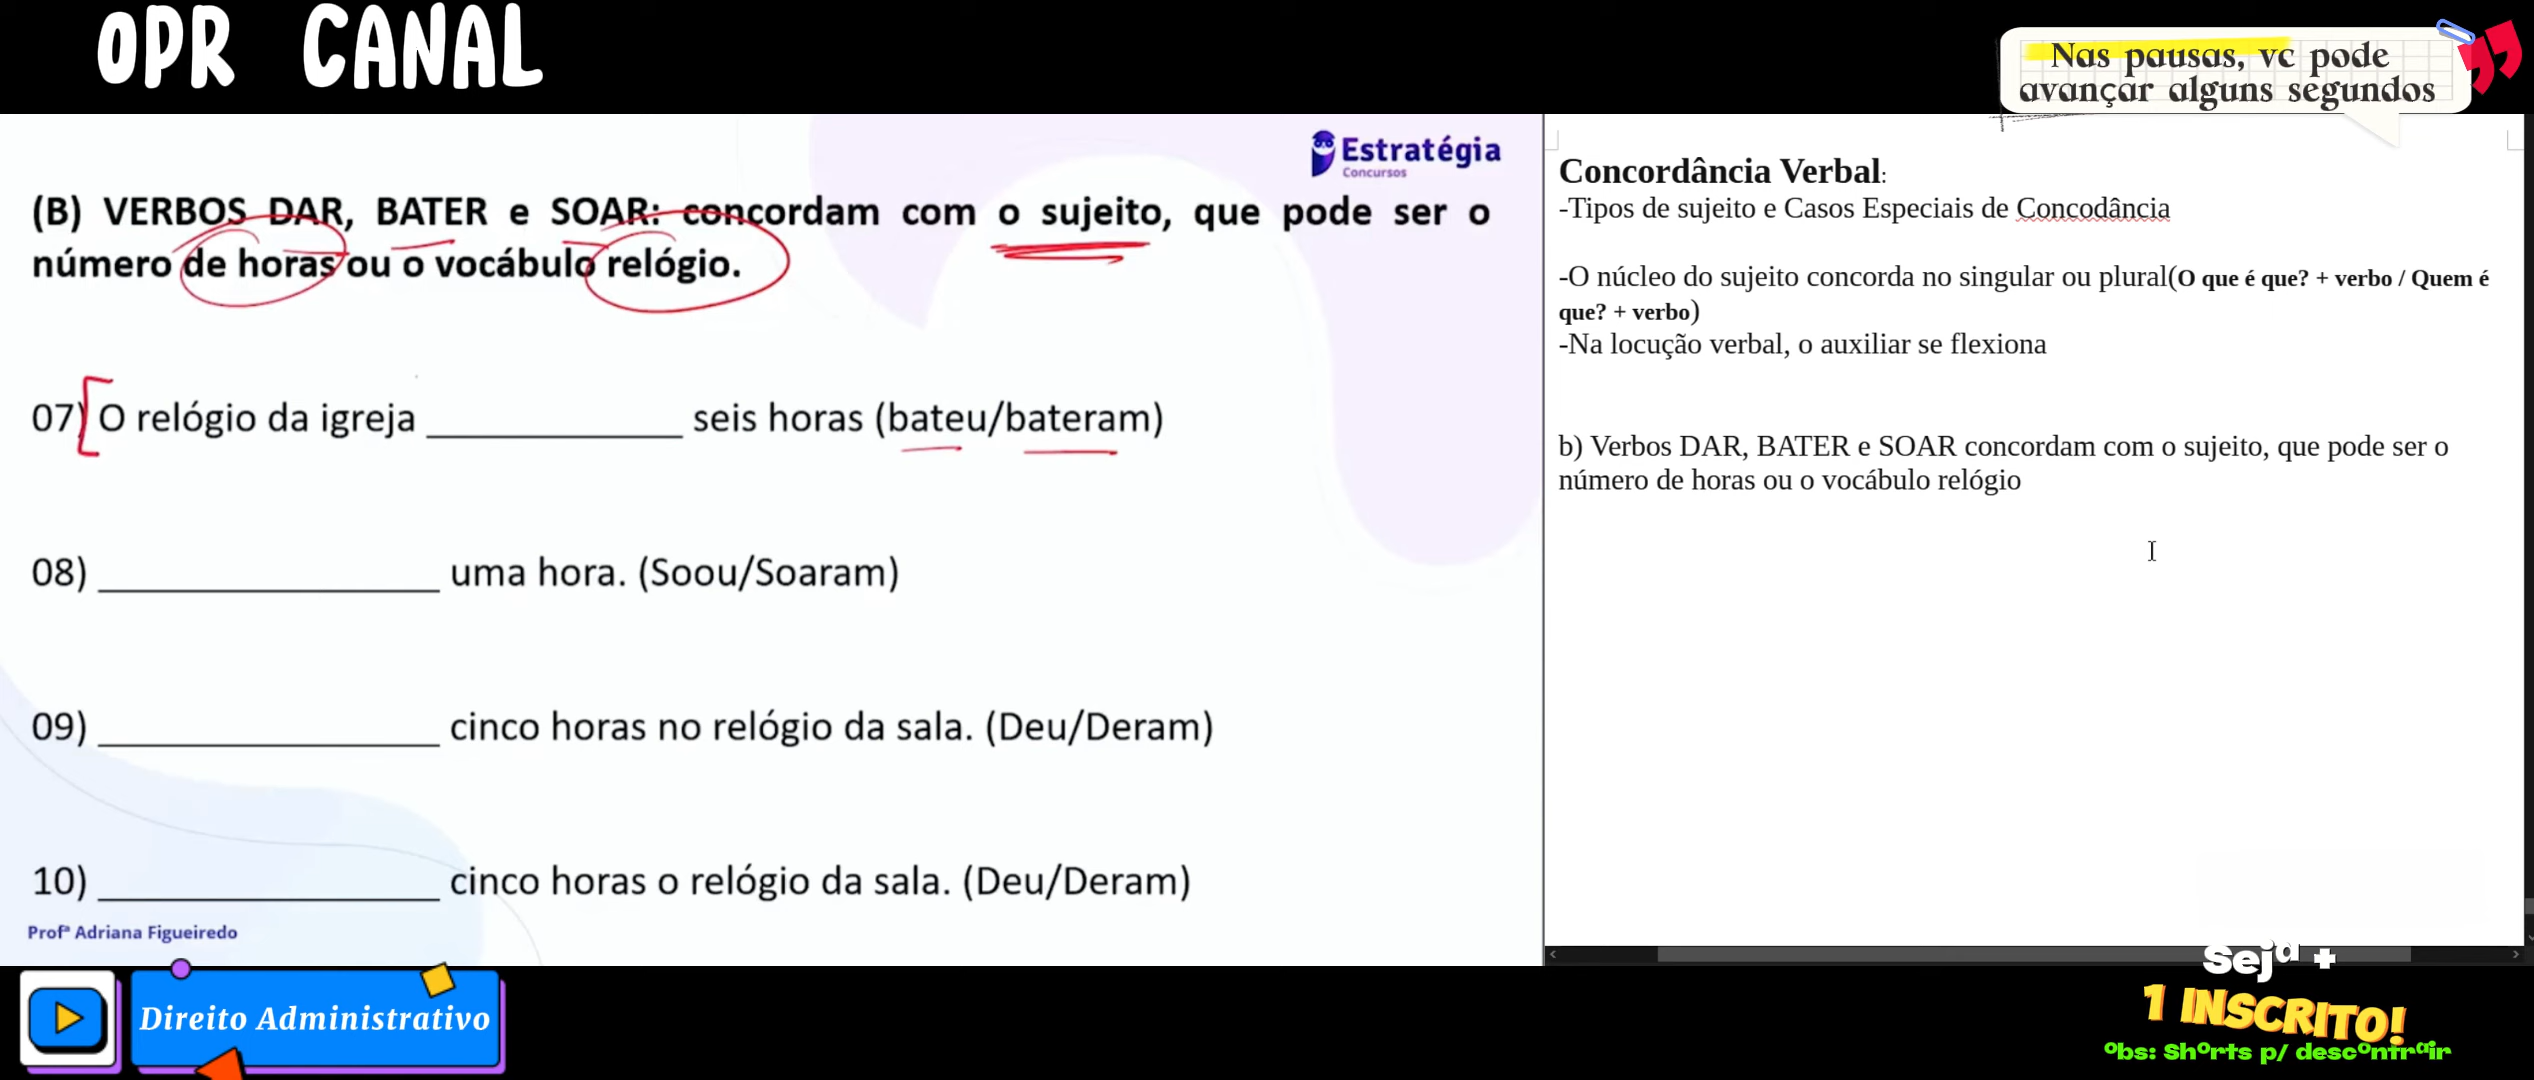 OPR CANAL
Nas pausas, vc pode
avançar alguns segundos
Estratégia
Concursos
(B) VERBOS DAR, BATER e SOAR: concordam com o sujeito, que pode ser o
número de horas ou o vocábulo relógio.
07) O relógio da igreja ____________ seis horas (bateu/bateram)
08) ________________ uma hora. (Soou/Soaram)
09) ________________ cinco horas no relógio da sala. (Deu/Deram)
10) ________________ cinco horas o relógio da sala. (Deu/Deram)
Profª Adriana Figueiredo
Concordância Verbal:
-Tipos de sujeito e Casos Especiais de Concodância
-O núcleo do sujeito concorda no singular ou plural(O que é que? + verbo / Quem é
que? + verbo)
-Na locução verbal, o auxiliar se flexiona
b) Verbos DAR, BATER e SOAR concordam com o sujeito, que pode ser o
número de horas ou o vocábulo relógio
Direito Administrativo
Seja +
1 INSCRITO!
obs: Shorts p/ descontrair